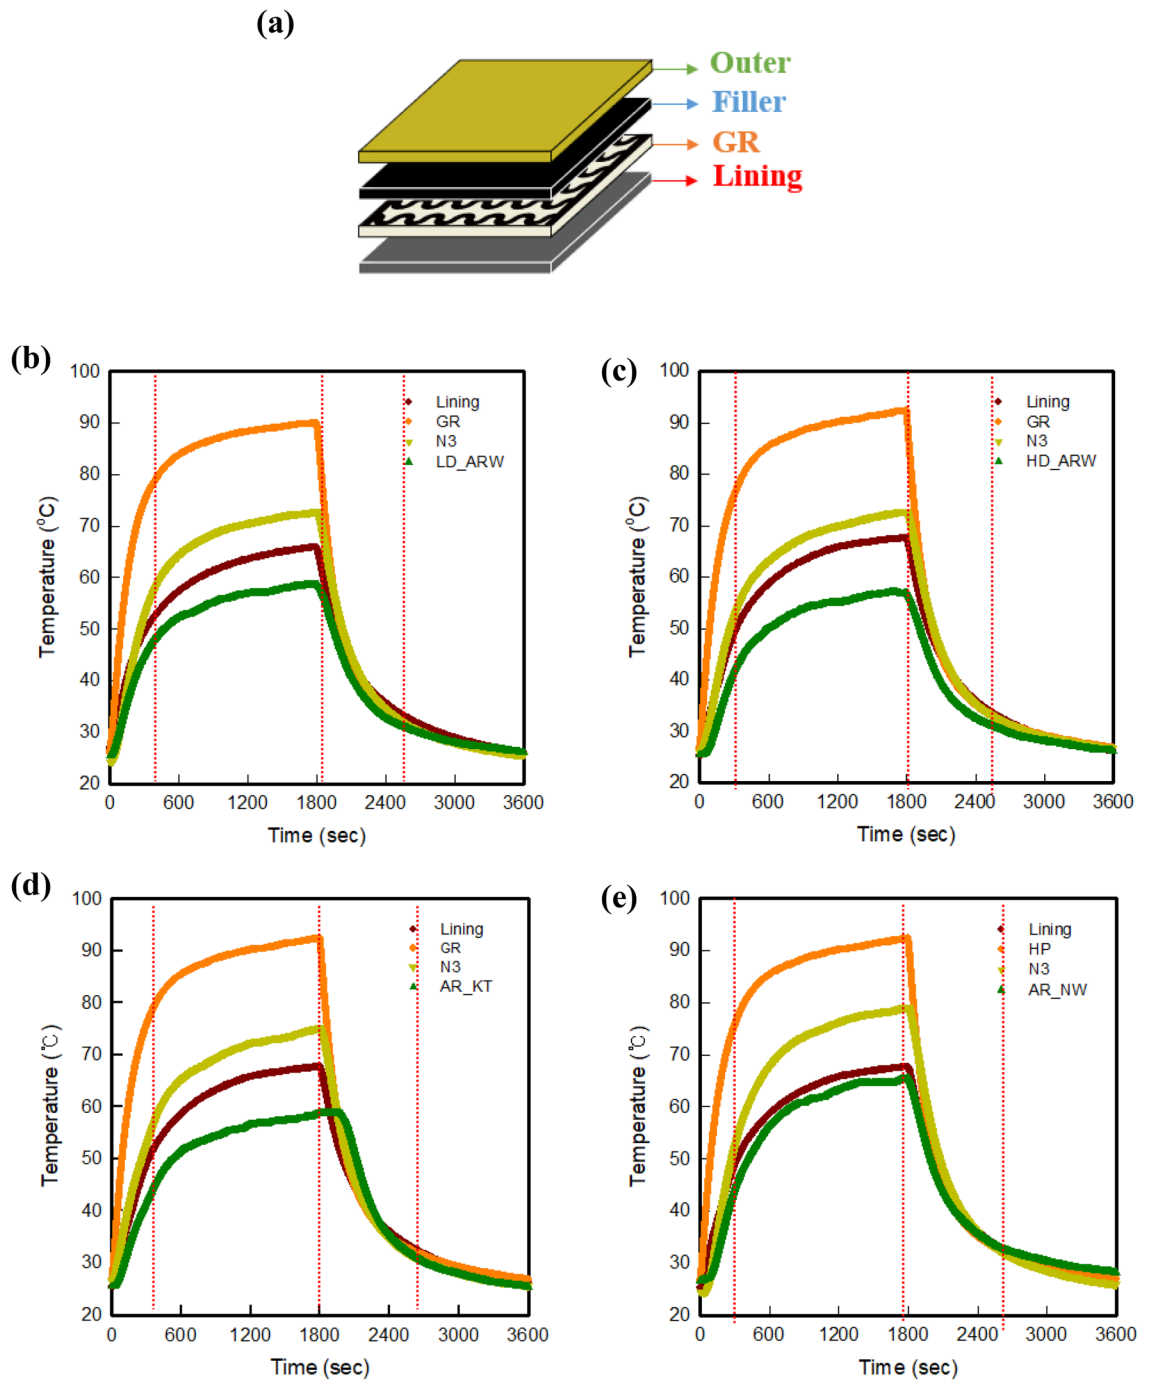 (a)
Outer
Filler
GR
Lining
(b)
100
90
80
70
60
50
40
30
20
Temperature (⁰C)
Lining
GR
N3
LD_ARW
0 600 1200 1800 2400 3000 3600
Time (sec)
(c)
100
90
80
70
60
50
40
30
20
Temperature (⁰C)
Lining
GR
N3
HD_ARW
0 600 1200 1800 2400 3000 3600
Time (sec)
(d)
100
90
80
70
60
50
40
30
20
Temperature (℃)
Lining
GR
N3
AR_KT
0 600 1200 1800 2400 3000 3600
Time (sec)
(e)
100
90
80
70
60
50
40
30
20
Temperature (℃)
Lining
HP
N3
AR_NW
0 600 1200 1800 2400 3000 3600
Time (sec)